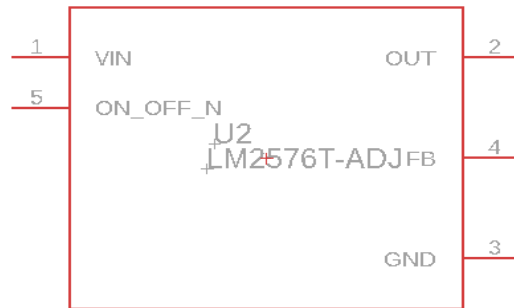 1 VIN OUT 2
5 ON_OFF_N
U2
LM2576T-ADJ FB 4
GND 3